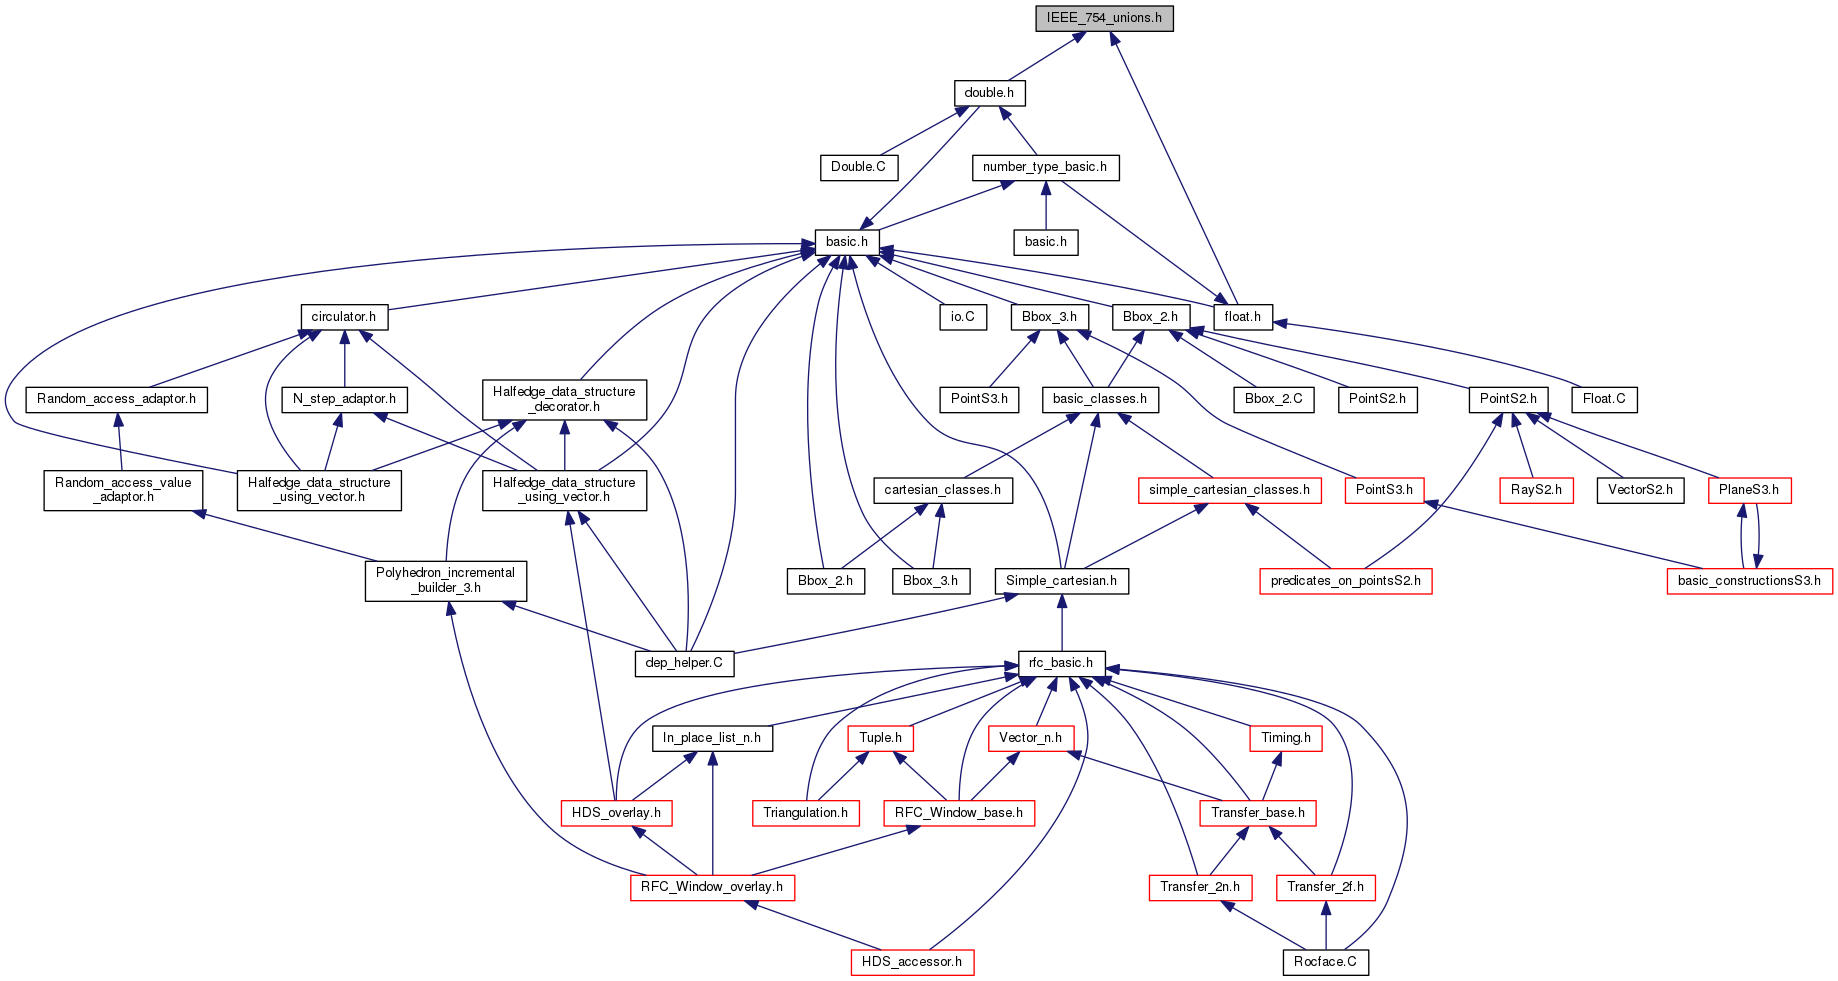 IEEE_754_unions.h
double.h
Double.C
number_type_basic.h
basic.h
basic.h
circulator.h
io.C
Bbox_3.h
Bbox_2.h
float.h
Random_access_adaptor.h
N_step_adaptor.h
Halfedge_data_structure
_decorator.h
PointS3.h
basic_classes.h
Bbox_2.C
PointS2.h
PointS2.h
Float.C
Random_access_value
_adaptor.h
Halfedge_data_structure
_using_vector.h
Halfedge_data_structure
_using_vector.h
cartesian_classes.h
simple_cartesian_classes.h
PointS3.h
RayS2.h
VectorS2.h
PlaneS3.h
Polyhedron_incremental
_builder_3.h
Bbox_2.h
Bbox_3.h
Simple_cartesian.h
predicates_on_pointsS2.h
basic_constructionsS3.h
dep_helper.C
rfc_basic.h
In_place_list_n.h
Tuple.h
Vector_n.h
Timing.h
HDS_overlay.h
Triangulation.h
RFC_Window_base.h
Transfer_base.h
RFC_Window_overlay.h
Transfer_2n.h
Transfer_2f.h
HDS_accessor.h
Rocface.C